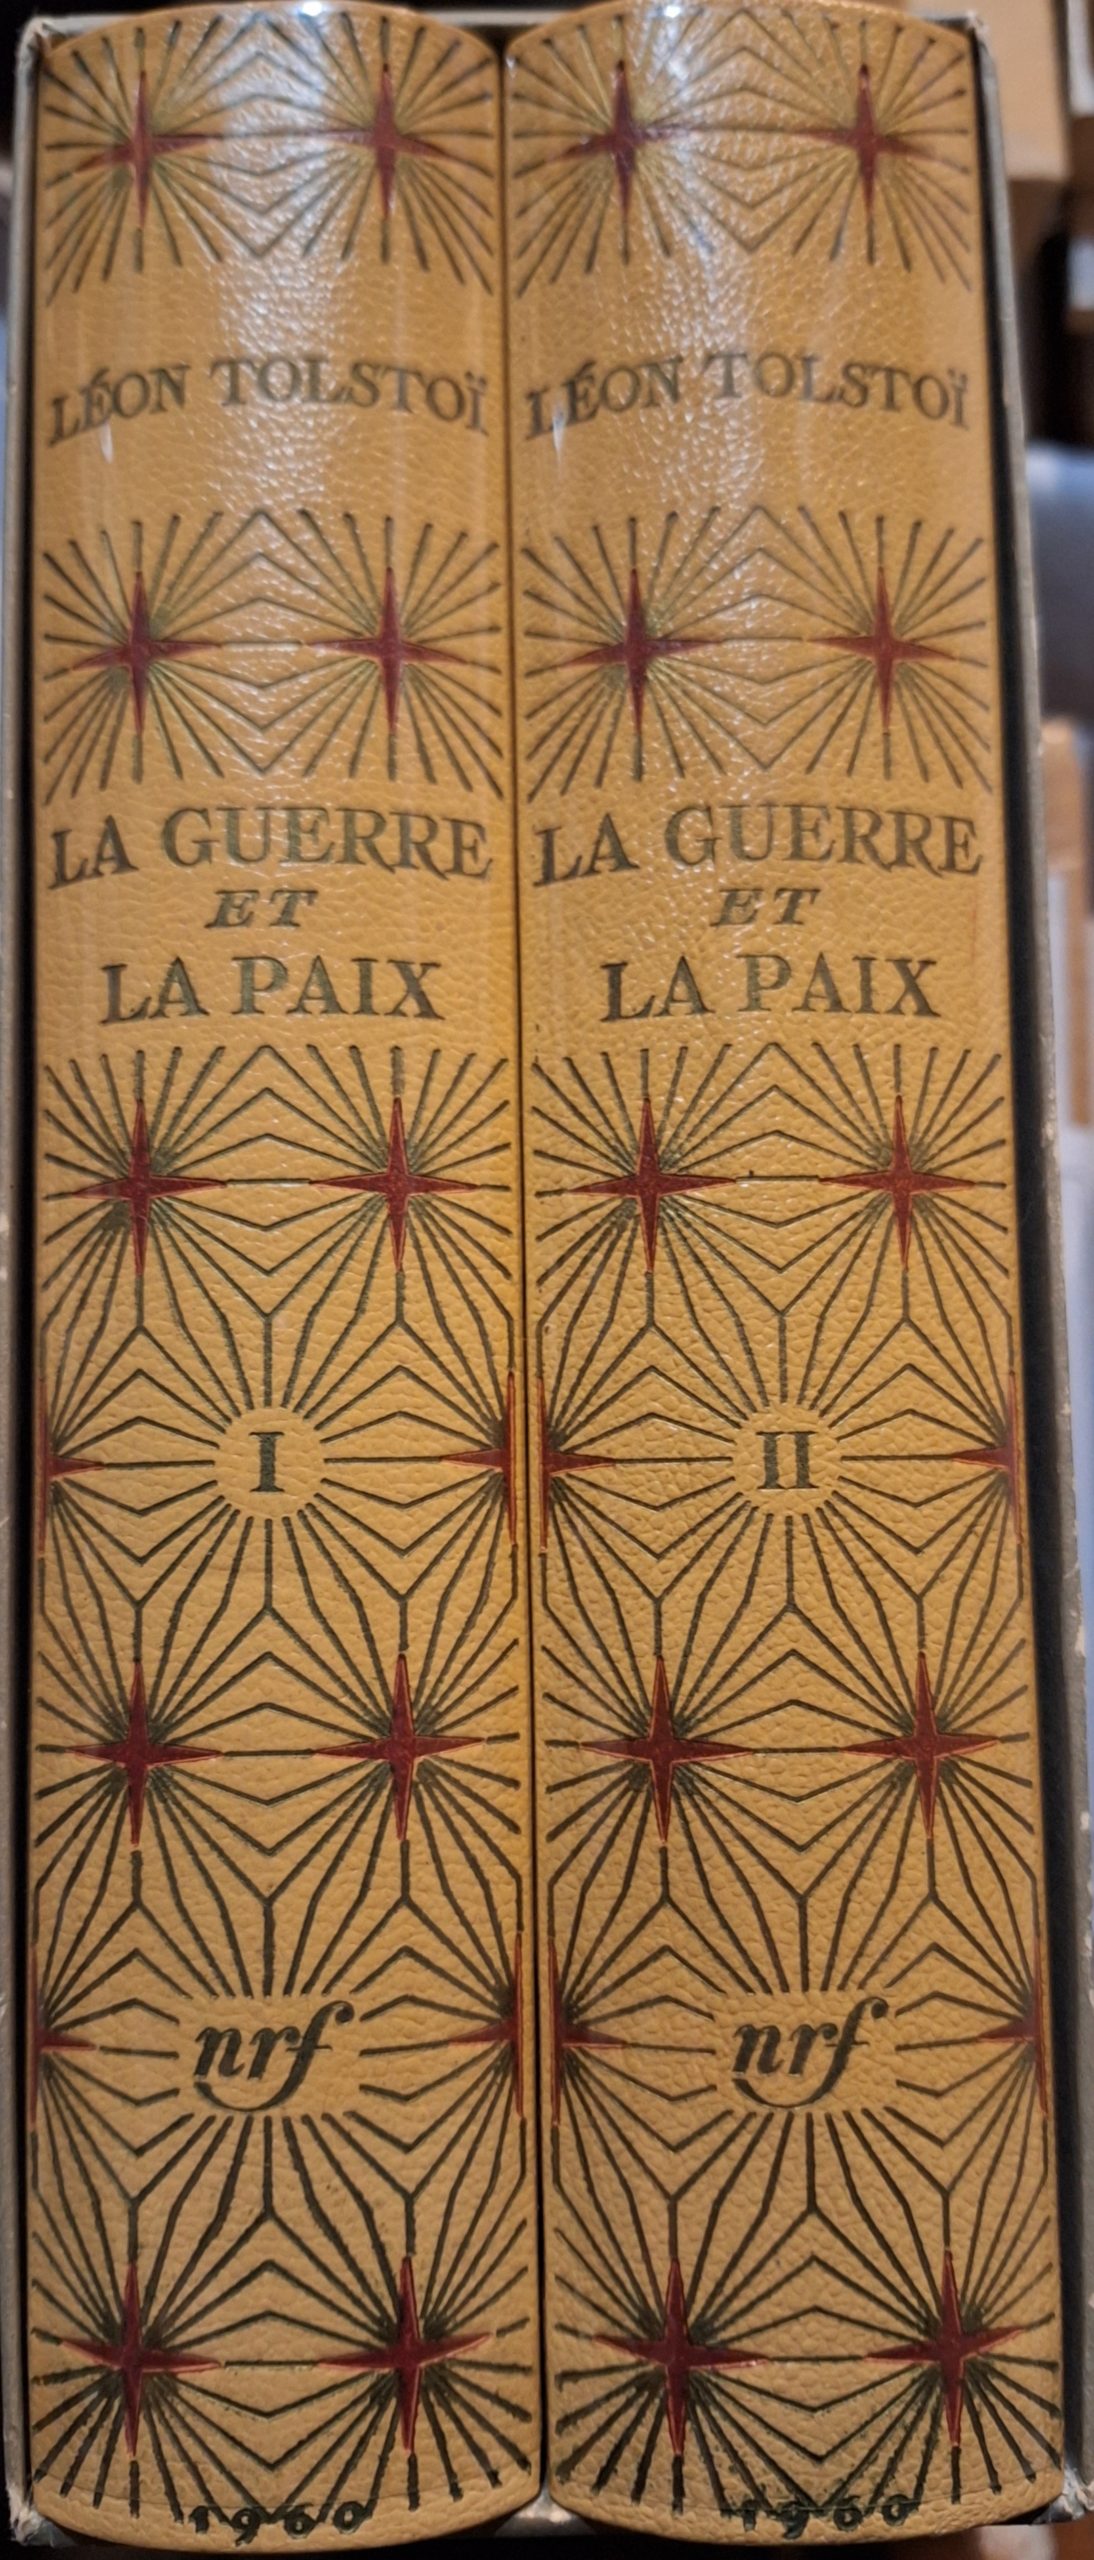 LÉON TOLSTOÏ
LA GUERRE
ET
LA PAIX
I
nrf
1960
LÉON TOLSTOÏ
LA GUERRE
ET
LA PAIX
II
nrf
1960